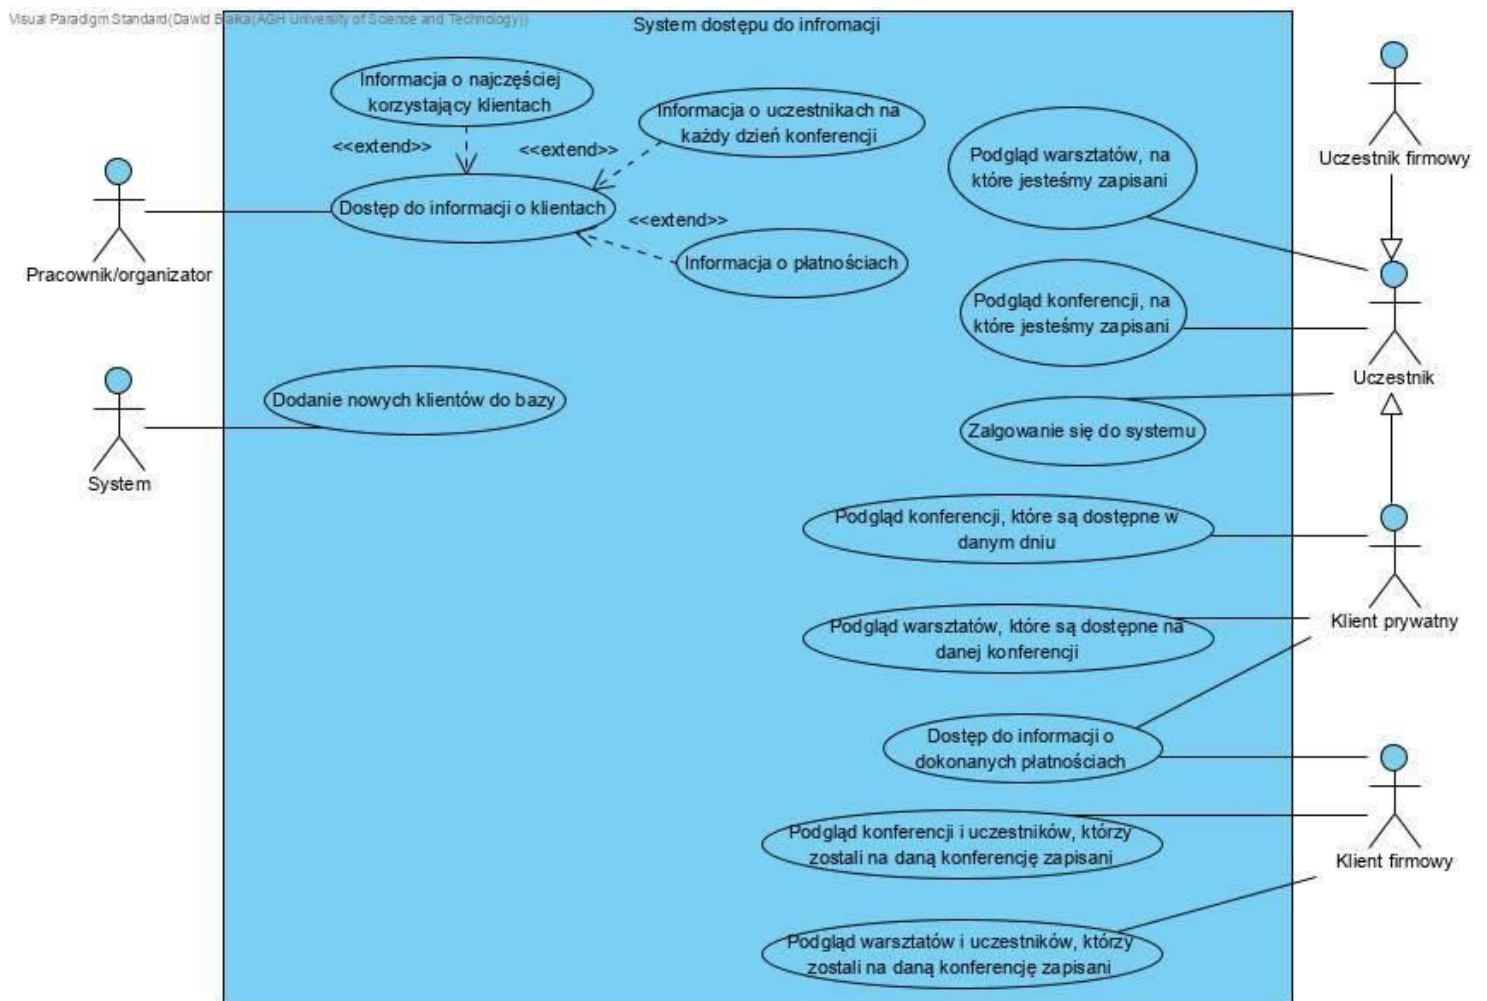 Visual Paradigm Standard(Dawid Białka(AGH University of Science and Technology))
System dostępu do infromacji
Informacja o najczęściej
korzystający klientach
<<extend>>
Informacja o uczestnikach na
każdy dzień konferencji
<<extend>>
Dostęp do informacji o klientach
<<extend>>
Informacja o płatnościach
Pracownik/organizator
Podgląd warsztatów, na
które jesteśmy zapisani
Uczestnik firmowy
Podgląd konferencji, na
które jesteśmy zapisani
Uczestnik
Dodanie nowych klientów do bazy
System
Zalgowanie się do systemu
Podgląd konferencji, które są dostępne w
danym dniu
Podgląd warsztatów, które są dostępne na
danej konferencji
Klient prywatny
Dostęp do informacji o
dokonanych płatnościach
Podgląd konferencji i uczestników, którzy
zostali na daną konferencję zapisani
Klient firmowy
Podgląd warsztatów i uczestników, którzy
zostali na daną konferencję zapisani